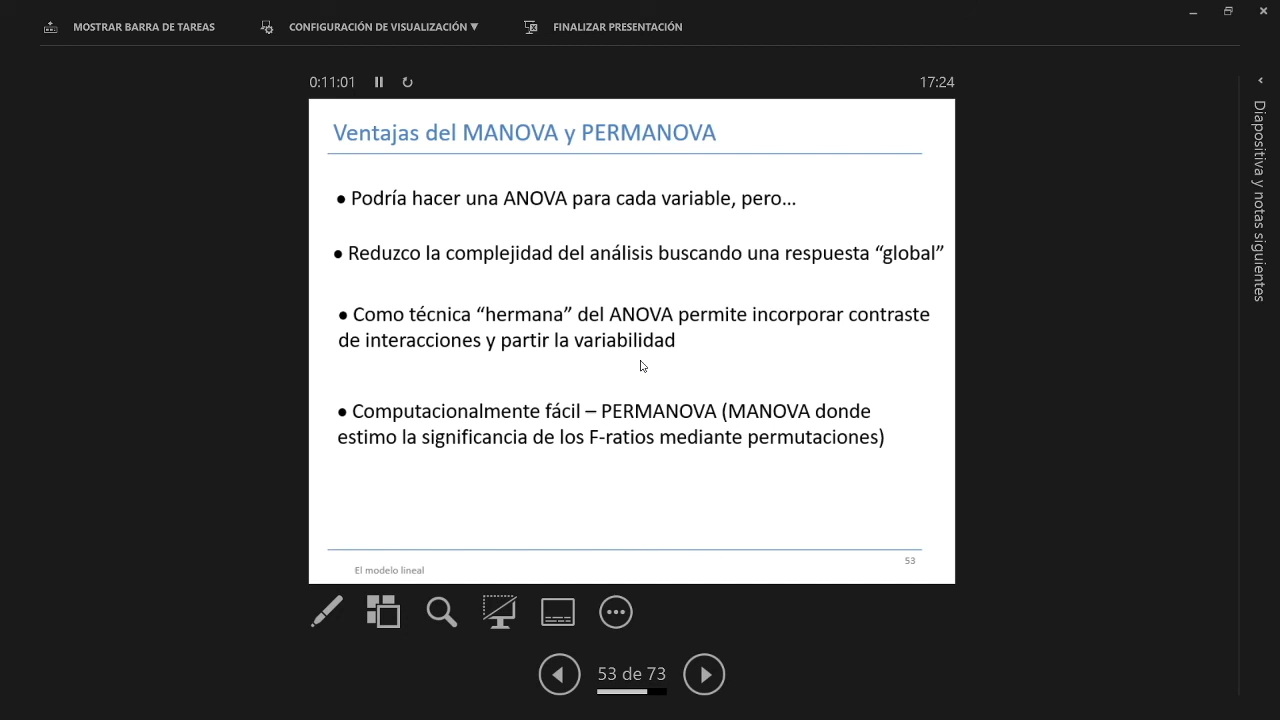 MOSTRAR BARRA DE TAREAS
CONFIGURACIÓN DE VISUALIZACIÓN ▼
FINALIZAR PRESENTACIÓN
0:11:01
17:24
Ventajas del MANOVA y PERMANOVA
● Podría hacer una ANOVA para cada variable, pero...
● Reduzco la complejidad del análisis buscando una respuesta “global”
● Como técnica “hermana” del ANOVA permite incorporar contraste
de interacciones y partir la variabilidad
● Computacionalmente fácil – PERMANOVA (MANOVA donde
estimo la significancia de los F-ratios mediante permutaciones)
El modelo lineal
53
53 de 73
Diapositiva y notas siguientes